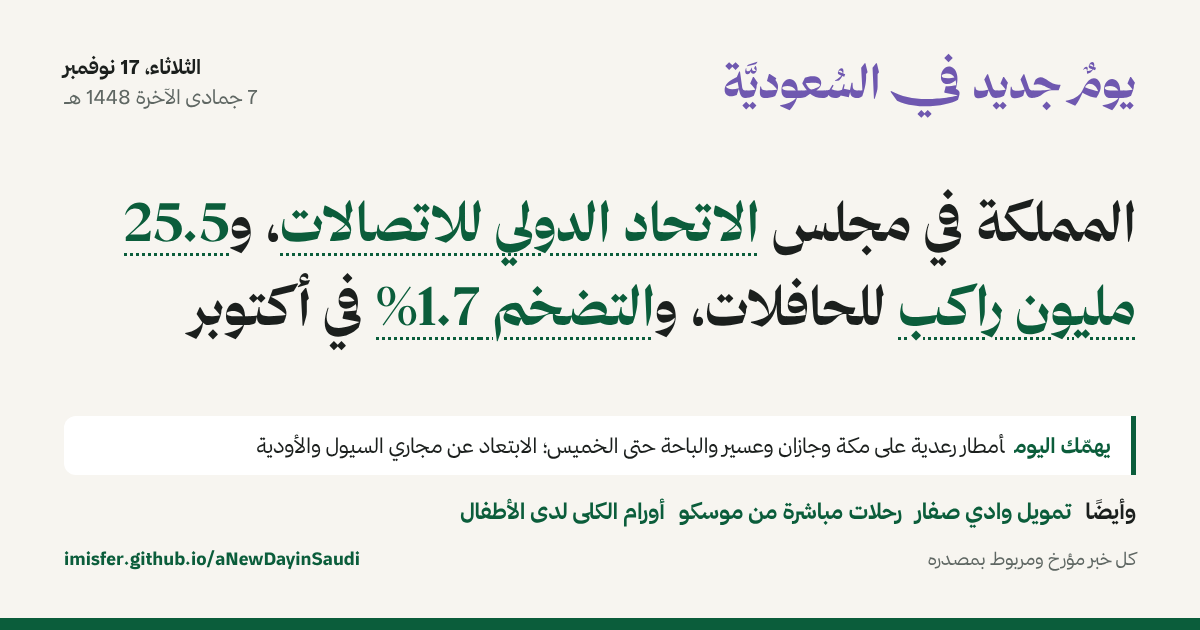 يومٌ جديد في السُعوديَّة
الثلاثاء، 17 نوفمبر
7 جمادى الآخرة 1448 هـ
المملكة في مجلس الاتحاد الدولي للاتصالات، و25.5
مليون راكب للحافلات، والتضخم 1.7% في أكتوبر
يهمّك اليوم أمطار رعدية على مكة وجازان وعسير والباحة حتى الخميس؛ الابتعاد عن مجاري السيول والأودية
وأيضًا تمويل وادي صفار رحلات مباشرة من موسكو أورام الكلى لدى الأطفال
كل خبر مؤرخ ومربوط بمصدره
imisfer.github.io/aNewDayinSaudi